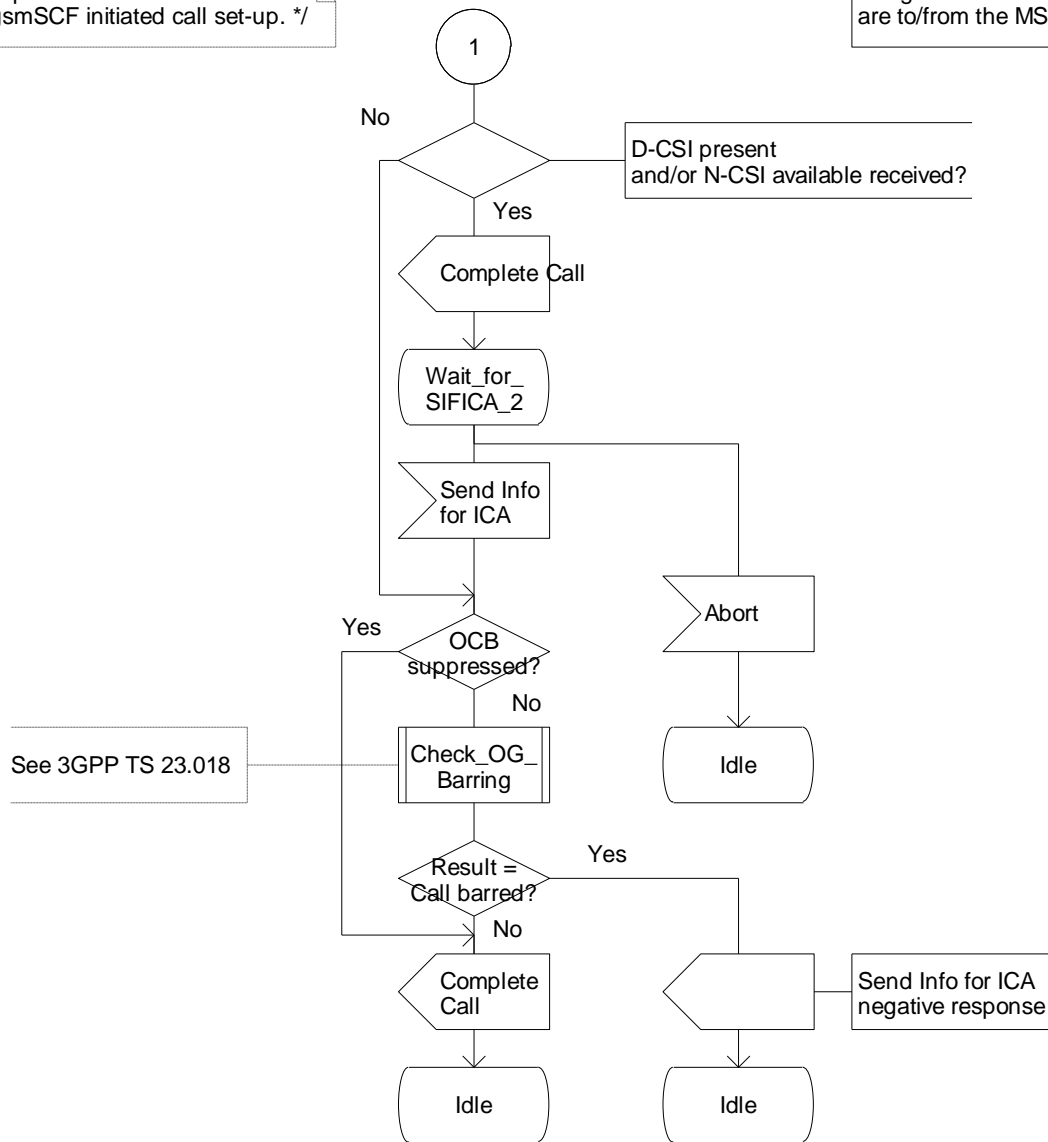 gsmSCF initiated call set-up. */
are to/from the MS
1
No
D-CSI present
and/or N-CSI available received?
Yes
Complete Call
Wait_for_
SIFICA_2
Send Info
for ICA
Abort
Yes
OCB
suppressed?
No
See 3GPP TS 23.018
Check_OG_
Barring
Idle
Result =
Call barred?
Yes
No
Complete
Call
Send Info for ICA
negative response
Idle
Idle